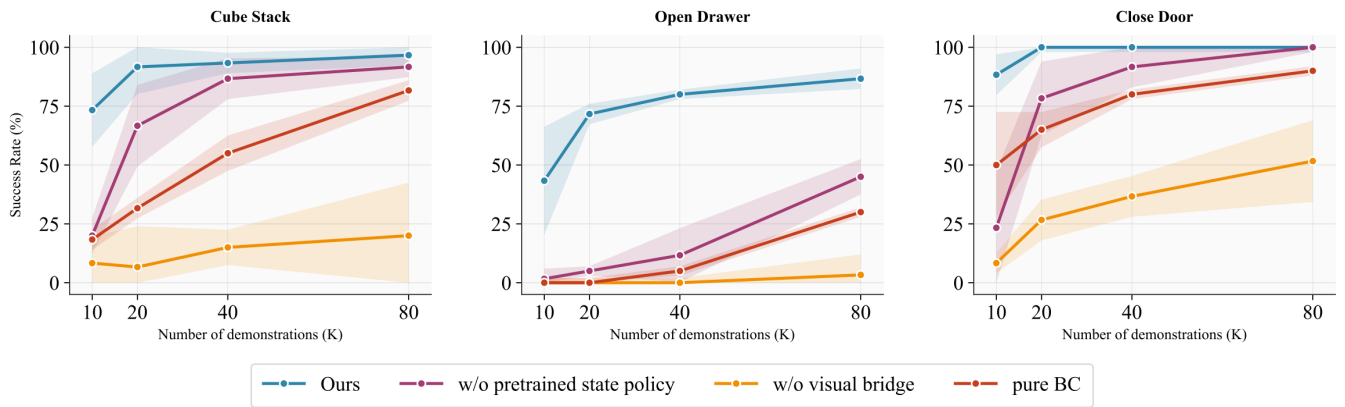 Cube Stack
Open Drawer
Close Door
Success Rate (%)
100
75
50
25
0
10 20 40 80
Number of demonstrations (K)
100
75
50
25
0
10 20 40 80
Number of demonstrations (K)
100
75
50
25
0
10 20 40 80
Number of demonstrations (K)
Ours w/o pretrained state policy w/o visual bridge pure BC